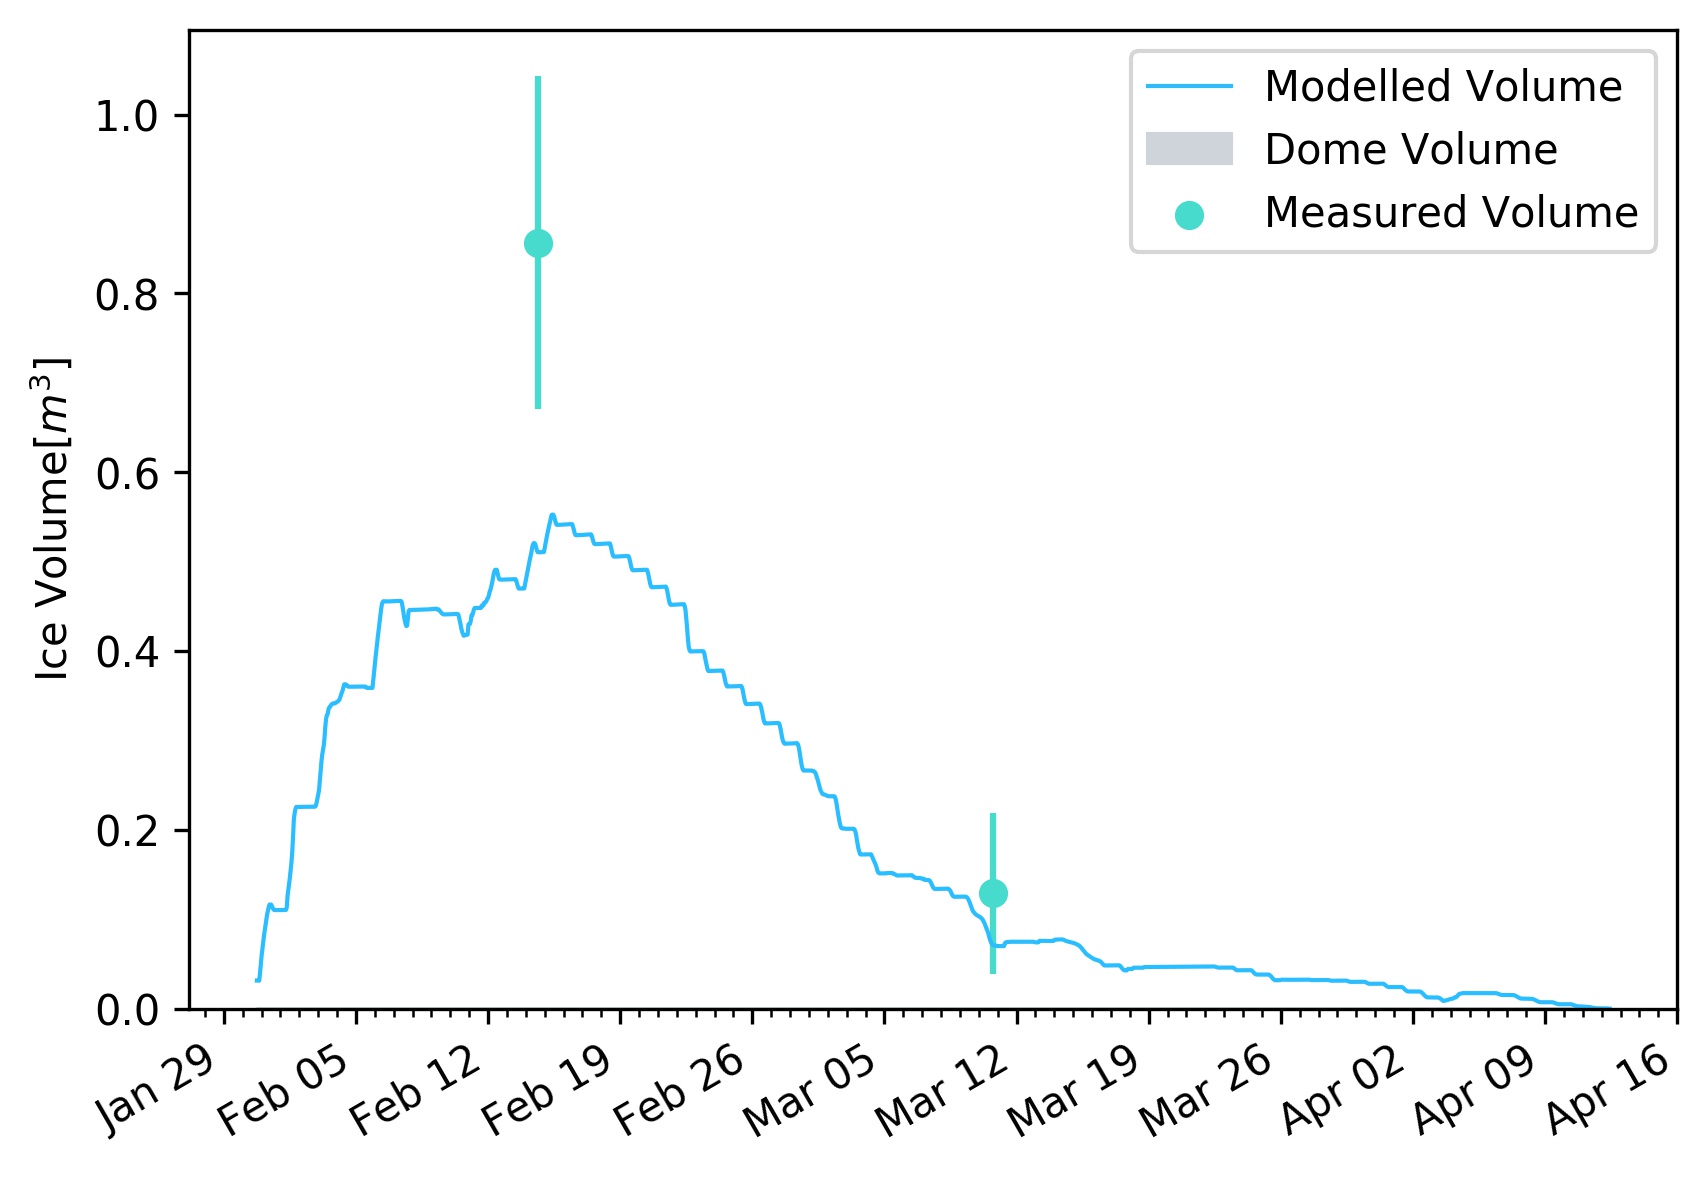 Modelled Volume
Dome Volume
Measured Volume
Ice Volume[m³]
1.0
0.8
0.6
0.4
0.2
0.0
Jan 29
Feb 05
Feb 12
Feb 19
Feb 26
Mar 05
Mar 12
Mar 19
Mar 26
Apr 02
Apr 09
Apr 16